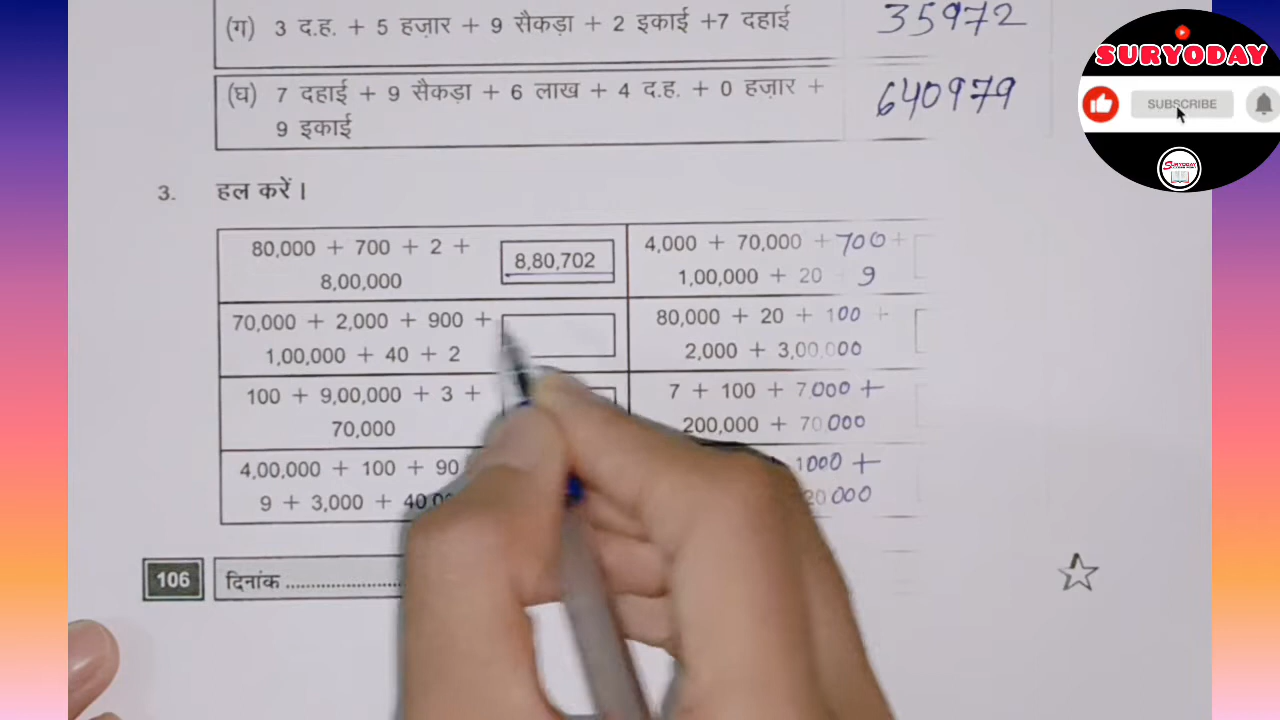 (ग) 3 द.ह. + 5 हज़ार + 9 सैकड़ा + 2 इकाई +7 दहाई 35972
(घ) 7 दहाई + 9 सैकड़ा + 6 लाख + 4 द.ह. + 0 हज़ार +
9 इकाई 640979
SURYODAY
SUBSCRIBE
SURYODAY
3. हल करें ।
80,000 + 700 + 2 +
8,00,000
8,80,702
4,000 + 70,000 + 700 +
1,00,000 + 20 9
70,000 + 2,000 + 900 +
1,00,000 + 40 + 2
80,000 + 20 + 100 +
2,000 + 3,00,000
100 + 9,00,000 + 3 +
70,000
7 + 100 + 7,000 +
200,000 + 70000
4,00,000 + 100 + 90
9 + 3,000 + 40,00
1000 +
20000
106 दिनांक ........................